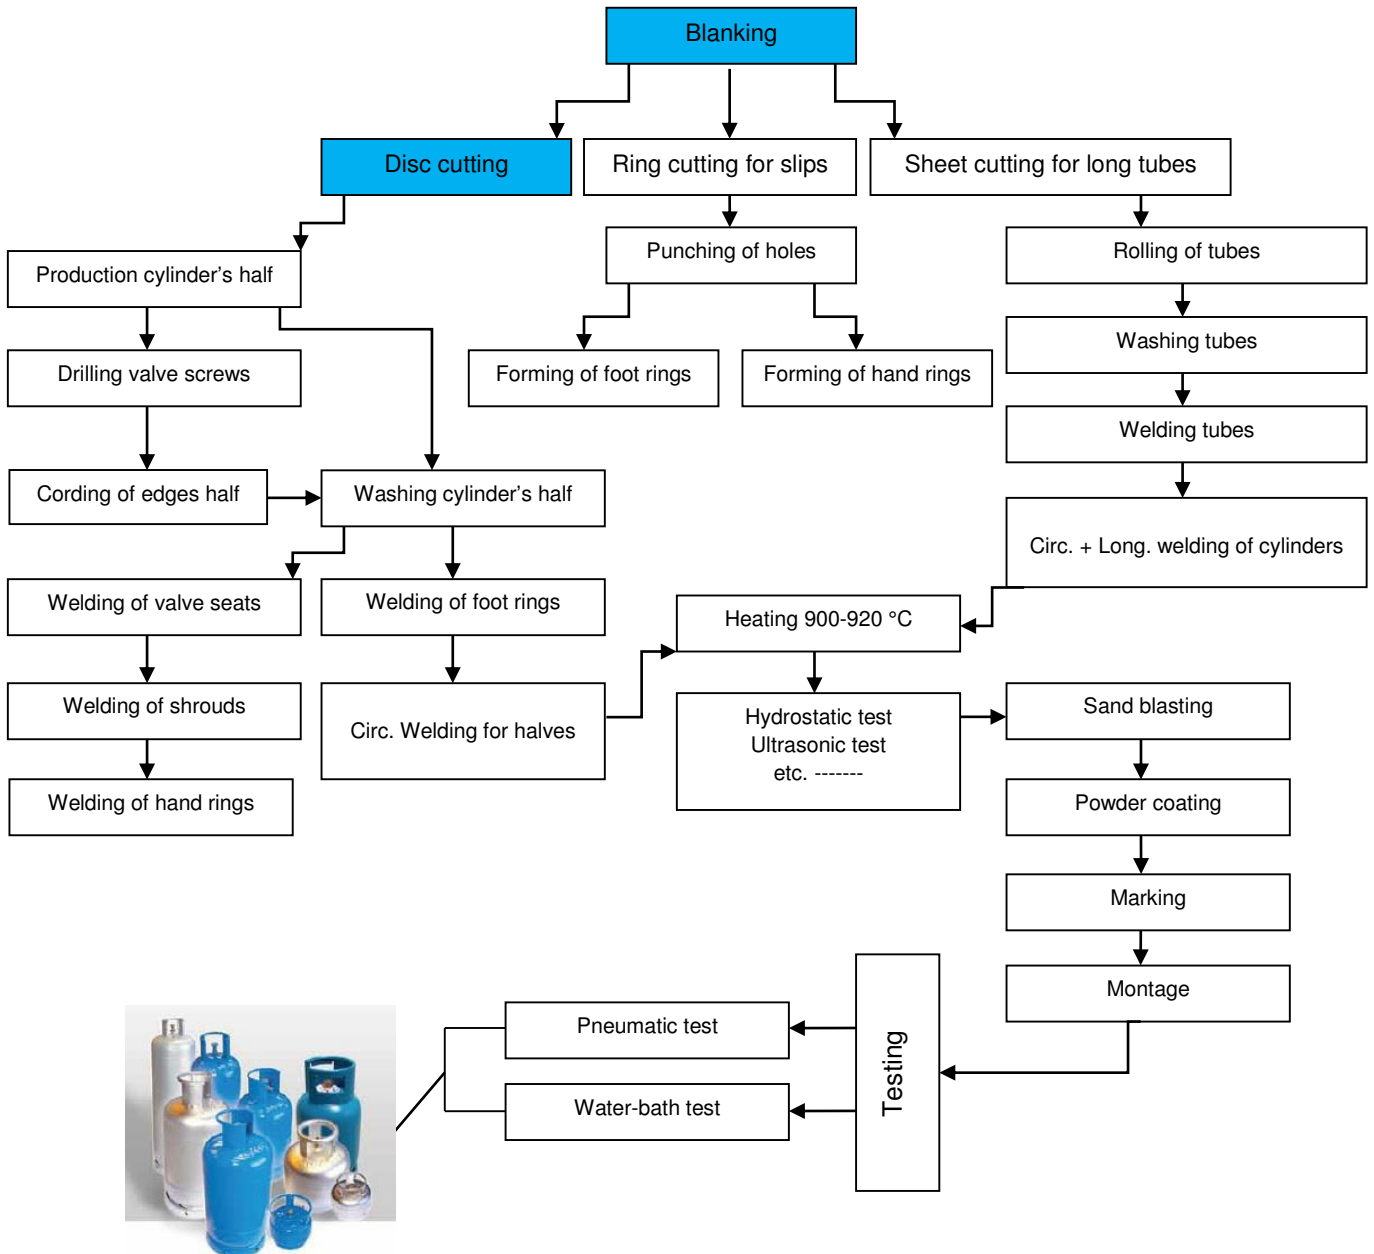 Blanking
Disc cutting
Ring cutting for slips
Sheet cutting for long tubes
Production cylinder’s half
Punching of holes
Rolling of tubes
Drilling valve screws
Forming of foot rings
Forming of hand rings
Washing tubes
Welding tubes
Cording of edges half
Washing cylinder’s half
Circ. + Long. welding of cylinders
Welding of valve seats
Welding of foot rings
Heating 900-920 °C
Welding of shrouds
Circ. Welding for halves
Hydrostatic test
Ultrasonic test
etc. -------
Sand blasting
Welding of hand rings
Powder coating
Marking
Montage
Testing
Pneumatic test
Water-bath test